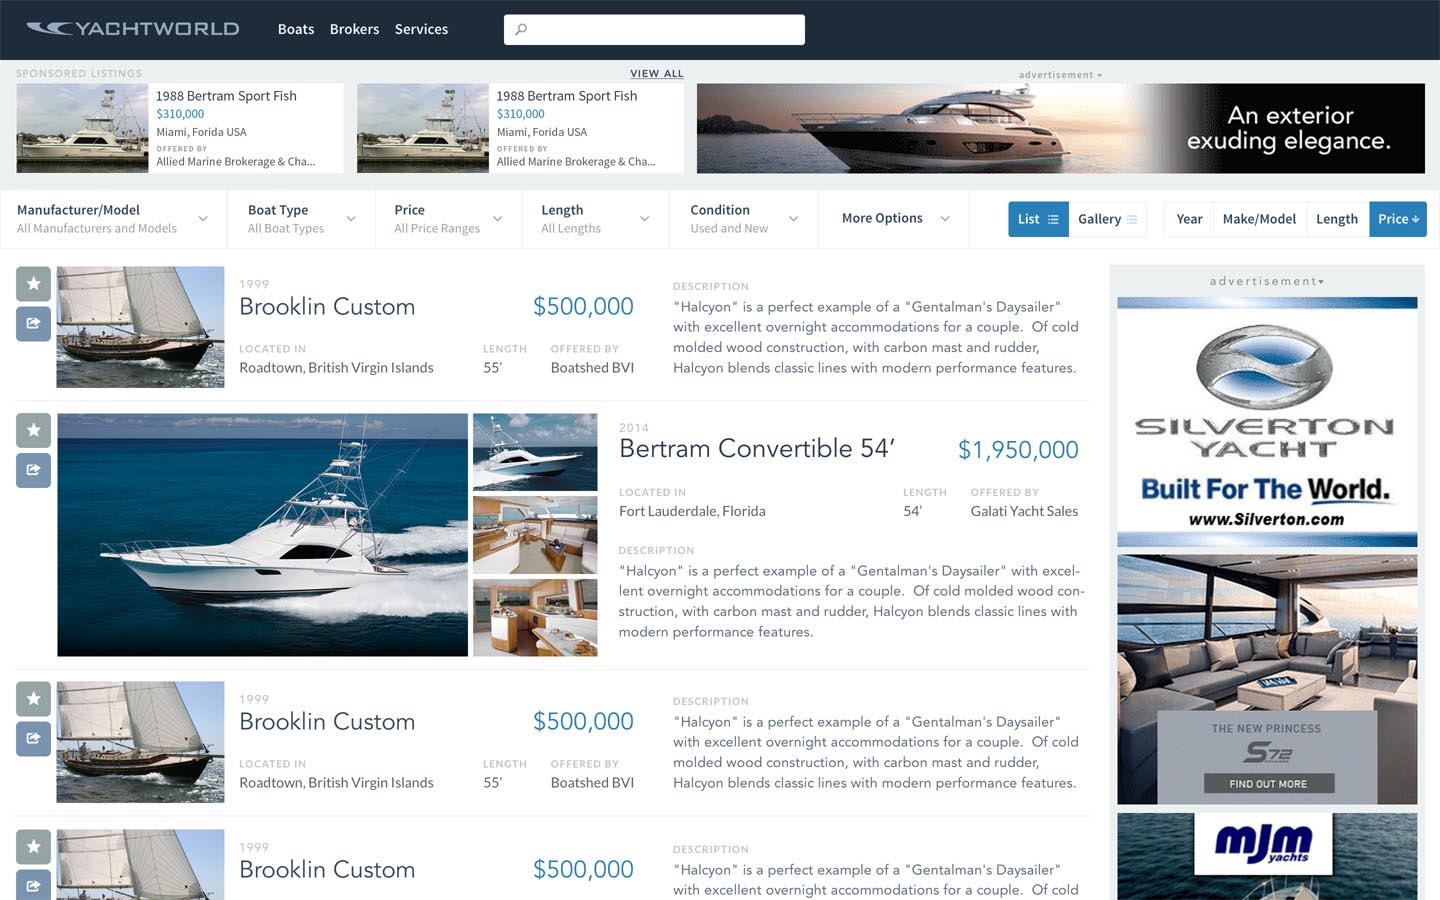 YACHTWORLD
Boats Brokers Services
SPONSORED LISTINGS
VIEW ALL
1988 Bertram Sport Fish
$310,000
Miami, Forida USA
OFFERED BY
Allied Marine Brokerage & Cha...
1988 Bertram Sport Fish
$310,000
Miami, Forida USA
OFFERED BY
Allied Marine Brokerage & Cha...
advertisement
An exterior
exuding elegance.
Manufacturer/Model
All Manufacturers and Models
Boat Type
All Boat Types
Price
All Price Ranges
Length
All Lengths
Condition
Used and New
More Options
List Gallery
Year Make/Model Length Price
1999
Brooklin Custom $500,000
LOCATED IN LENGTH OFFERED BY
Roadtown, British Virgin Islands 55′ Boatshed BVI
DESCRIPTION
"Halcyon" is a perfect example of a "Gentalman's Daysailer"
with excellent overnight accommodations for a couple. Of cold
molded wood construction, with carbon mast and rudder,
Halcyon blends classic lines with modern performance features.
2014
Bertram Convertible 54′ $1,950,000
LOCATED IN LENGTH OFFERED BY
Fort Lauderdale, Florida 54′ Galati Yacht Sales
DESCRIPTION
"Halcyon" is a perfect example of a "Gentalman's Daysailer" with excel-
lent overnight accommodations for a couple. Of cold molded wood con-
struction, with carbon mast and rudder, Halcyon blends classic lines with
modern performance features.
1999
Brooklin Custom $500,000
LOCATED IN LENGTH OFFERED BY
Roadtown, British Virgin Islands 55′ Boatshed BVI
DESCRIPTION
"Halcyon" is a perfect example of a "Gentalman's Daysailer"
with excellent overnight accommodations for a couple. Of cold
molded wood construction, with carbon mast and rudder,
Halcyon blends classic lines with modern performance features.
1999
Brooklin Custom $500,000
DESCRIPTION
"Halcyon" is a perfect example of a "Gentalman's Daysailer"
with excellent overnight accommodations for a couple. Of cold
advertisement
SILVERTON
YACHT
Built For The World.
www.Silverton.com
THE NEW PRINCESS
S72
FIND OUT MORE
mjm
yachts